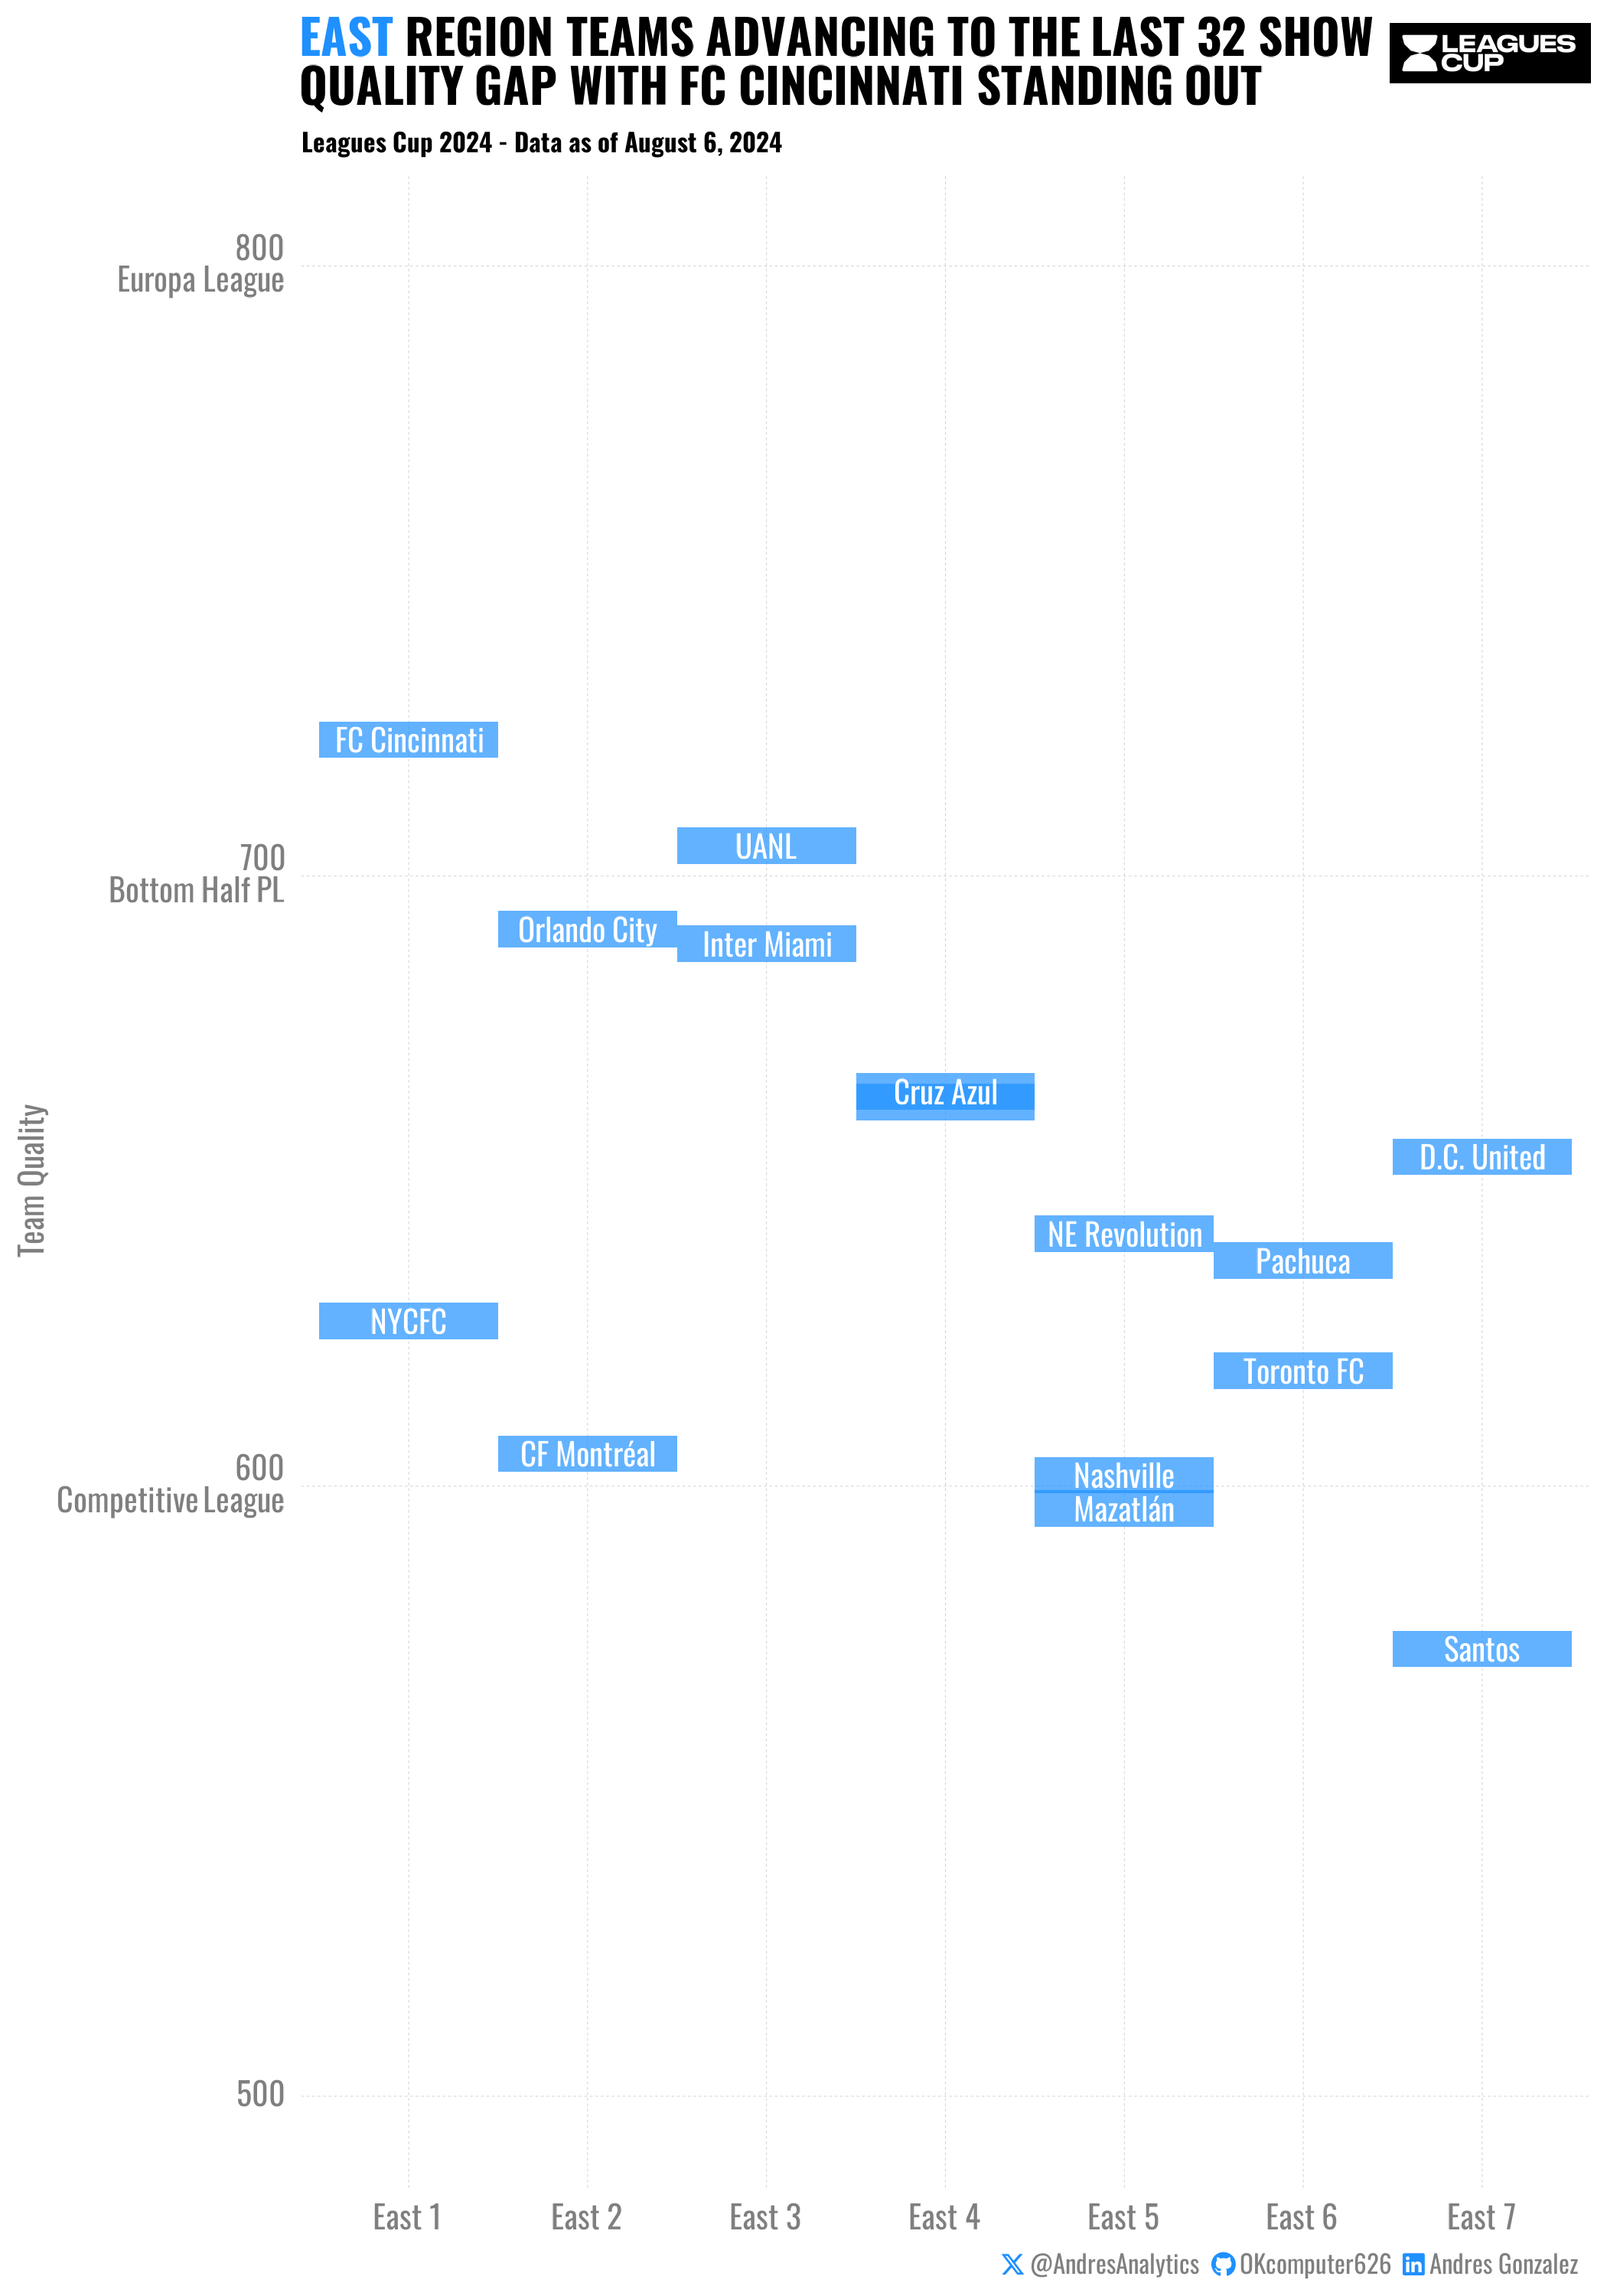 EAST REGION TEAMS ADVANCING TO THE LAST 32 SHOW
QUALITY GAP WITH FC CINCINNATI STANDING OUT
LEAGUES
CUP
Leagues Cup 2024 - Data as of August 6, 2024
800
Europa League
FC Cincinnati
UANL
700
Bottom Half PL
Orlando City
Inter Miami
Cruz Azul
D.C. United
Team Quality
NE Revolution
Pachuca
NYCFC
Toronto FC
CF Montréal
600
Competitive League
Nashville
Mazatlán
Santos
500
East 1
East 2
East 3
East 4
East 5
East 6
East 7
@AndresAnalytics OKcomputer626 Andres Gonzalez